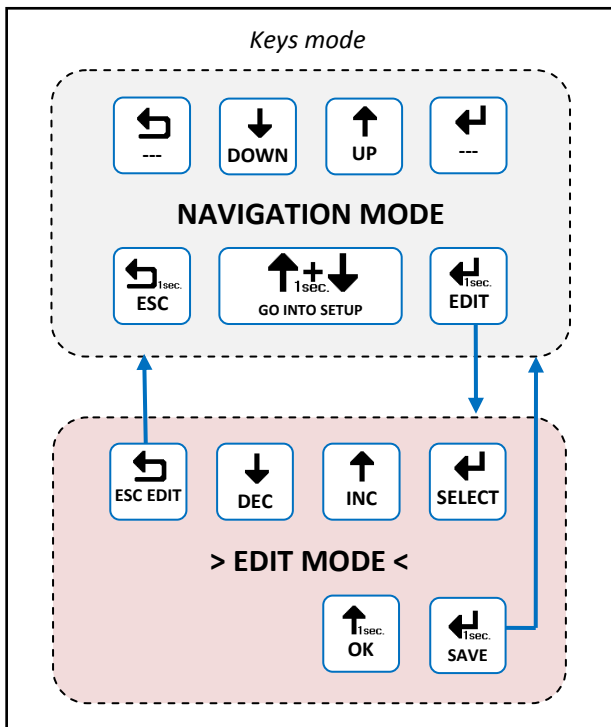 Keys mode
--- DOWN UP ---
NAVIGATION MODE
1sec. 1sec. 1sec.
ESC GO INTO SETUP EDIT
ESC EDIT DEC INC SELECT
> EDIT MODE <
1sec. 1sec.
OK SAVE